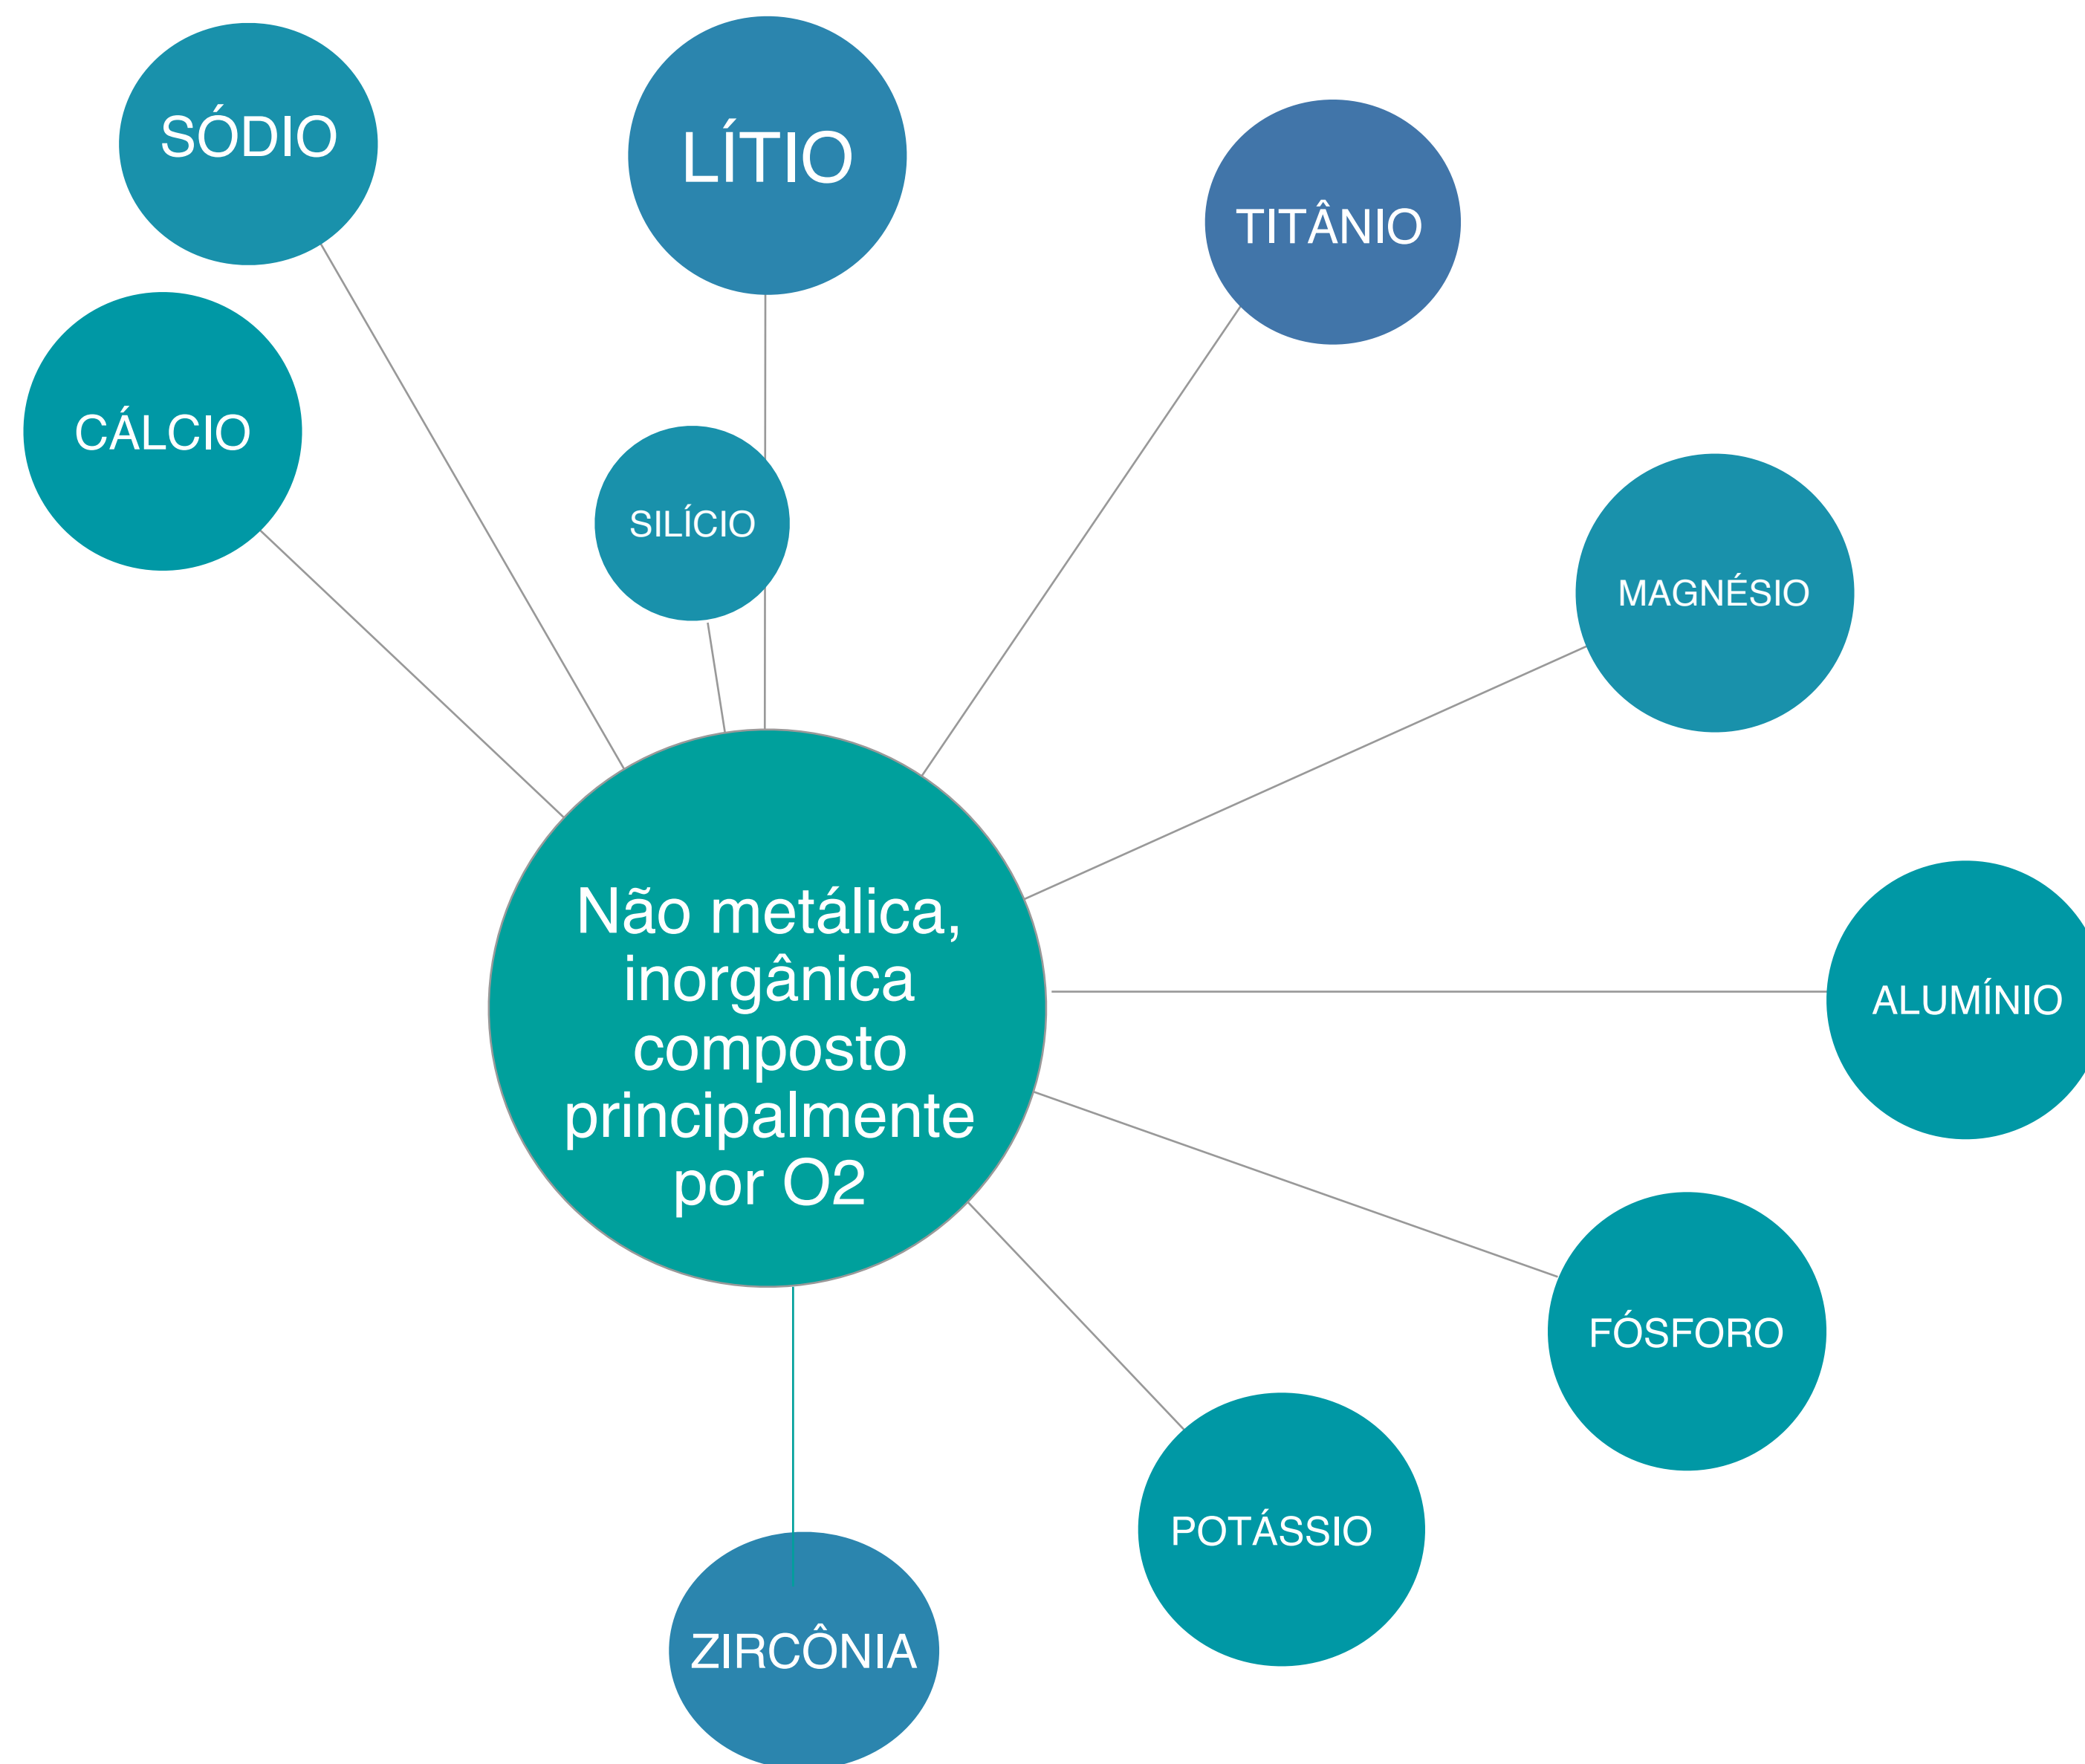 SÓDIO
LÍTIO
TITÂNIO
CÁLCIO
SILÍCIO
MAGNÉSIO
Não metálica,
inorgânica
composto
principalmente
por O2
ALUMÍNIO
FÓSFORO
POTÁSSIO
ZIRCÔNIA